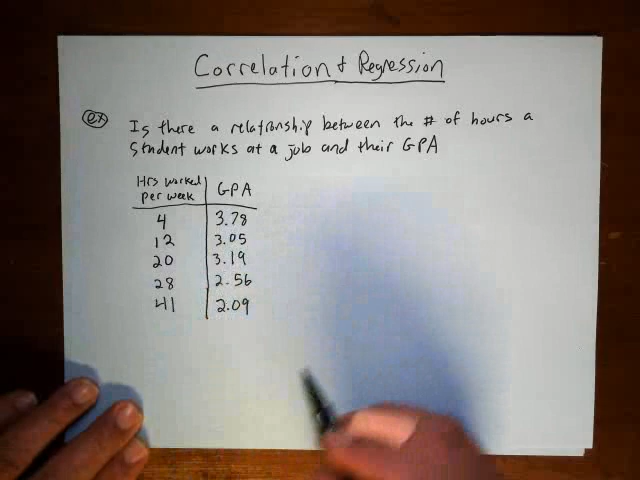 Correlation & Regression
ex Is there a relationship between the # of hours a
student works at a job and their GPA
Hrs worked per week GPA
4 3.78
12 3.05
20 3.19
28 2.56
41 2.09